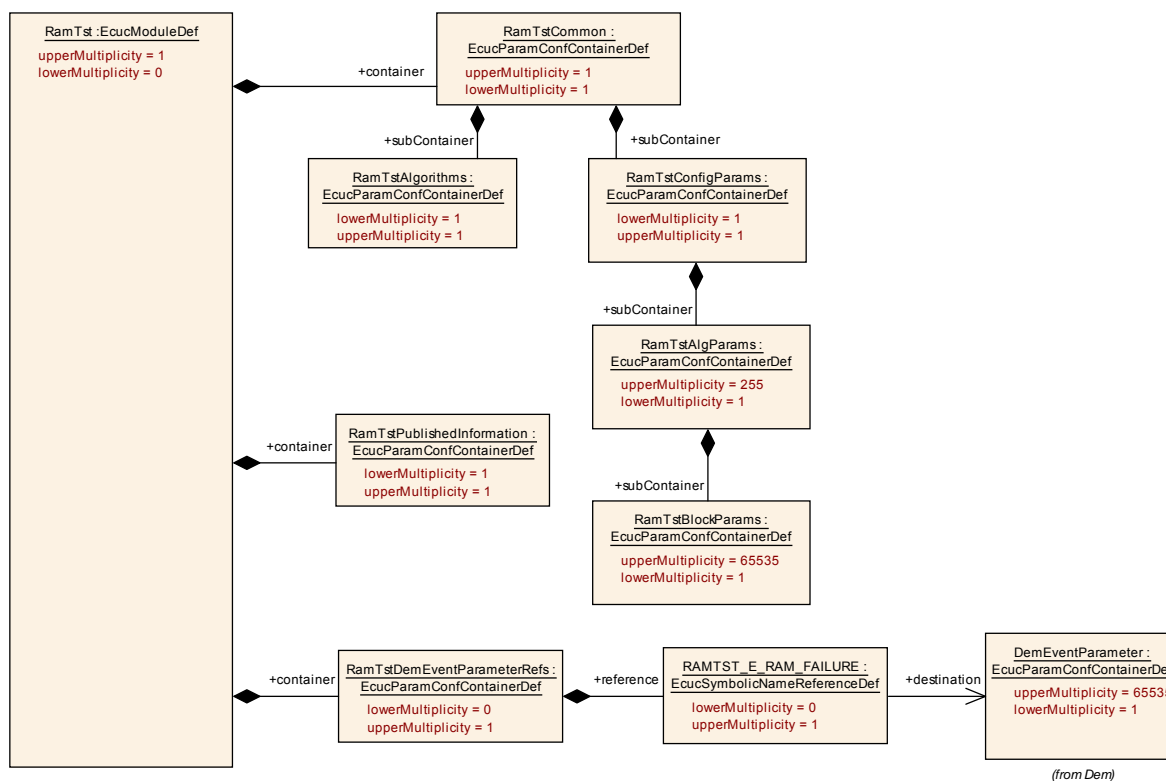 RamTst :EcucModuleDef
upperMultiplicity = 1
lowerMultiplicity = 0
+container
RamTstCommon :
EcucParamConfContainerDef
upperMultiplicity = 1
lowerMultiplicity = 1
+subContainer
+subContainer
RamTstAlgorithms :
EcucParamConfContainerDef
lowerMultiplicity = 1
upperMultiplicity = 1
RamTstConfigParams :
EcucParamConfContainerDef
lowerMultiplicity = 1
upperMultiplicity = 1
+subContainer
RamTstAlgParams :
EcucParamConfContainerDef
upperMultiplicity = 255
lowerMultiplicity = 1
+container
RamTstPublishedInformation :
EcucParamConfContainerDef
lowerMultiplicity = 1
upperMultiplicity = 1
+subContainer
RamTstBlockParams :
EcucParamConfContainerDef
upperMultiplicity = 65535
lowerMultiplicity = 1
+container
RamTstDemEventParameterRefs :
EcucParamConfContainerDef
lowerMultiplicity = 0
upperMultiplicity = 1
+reference
RAMTST_E_RAM_FAILURE :
EcucSymbolicNameReferenceDef
lowerMultiplicity = 0
upperMultiplicity = 1
+destination
DemEventParameter :
EcucParamConfContainerDe
upperMultiplicity = 65535
lowerMultiplicity = 1
(from Dem)